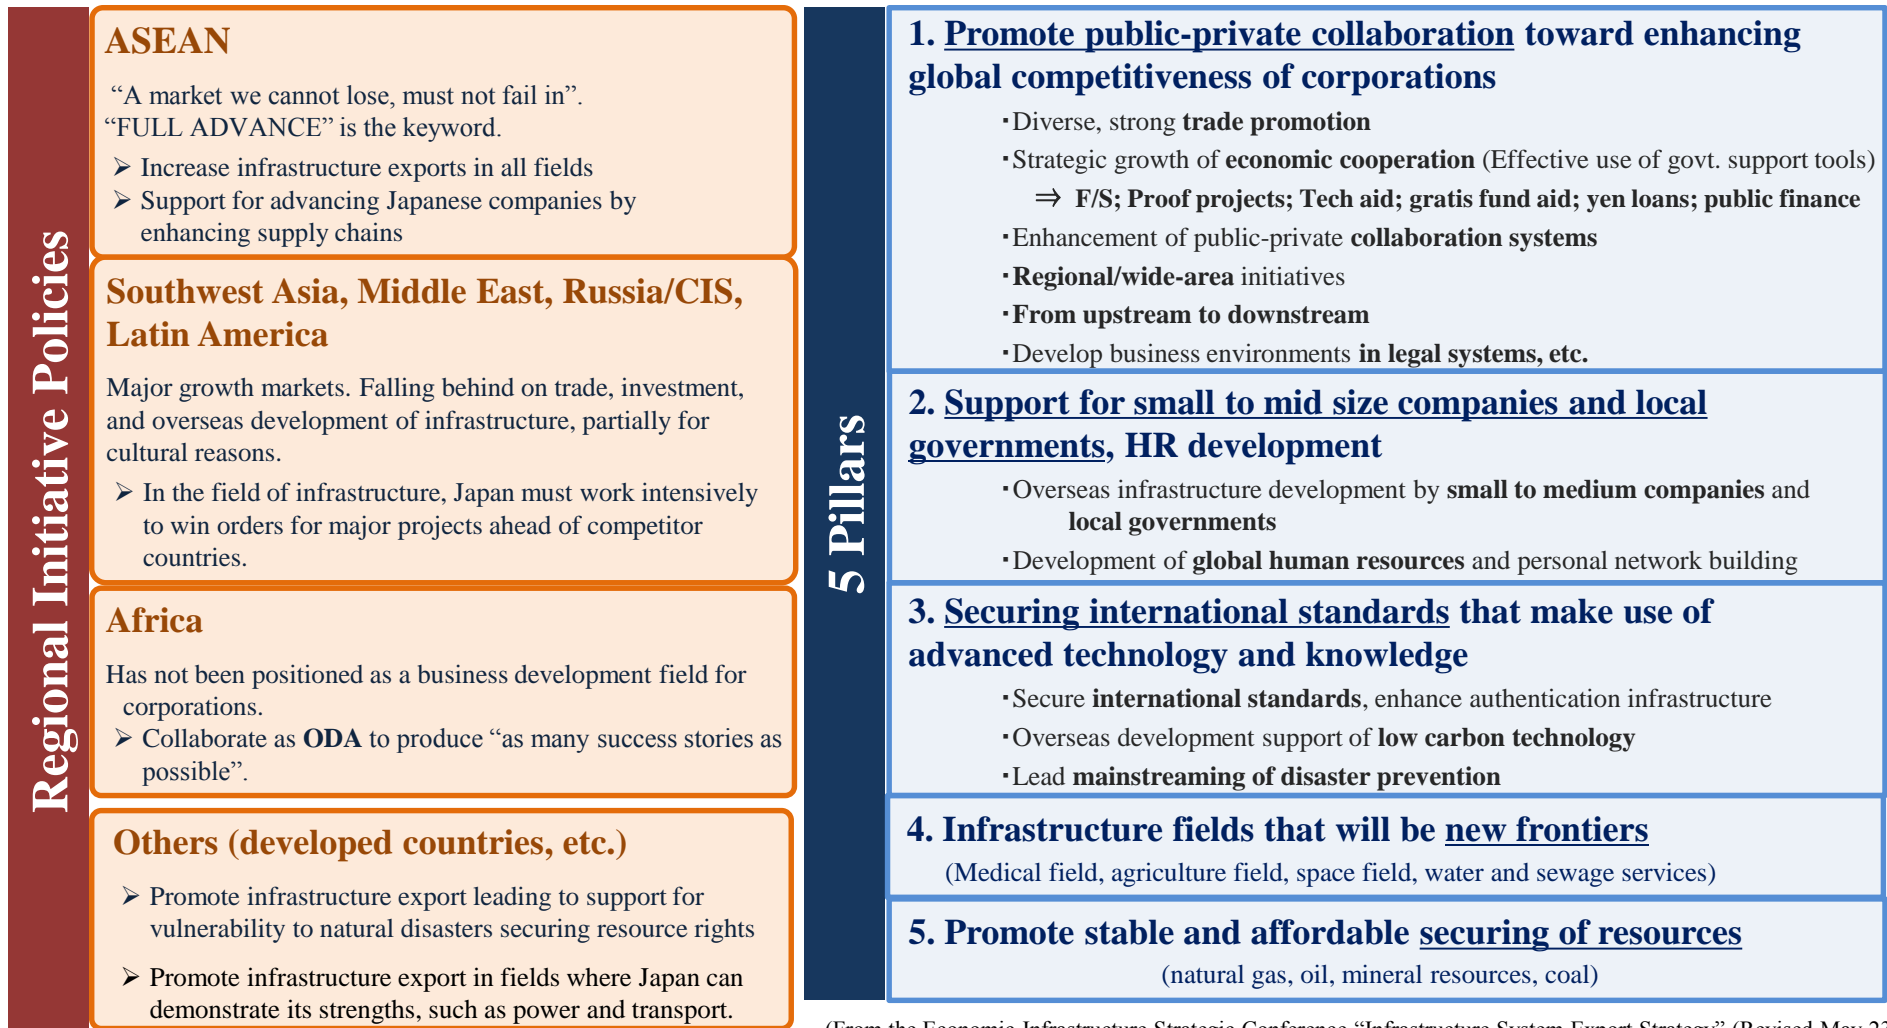 Regional Initiative Policies
ASEAN
“A market we cannot lose, must not fail in”.
“FULL ADVANCE” is the keyword.
➢ Increase infrastructure exports in all fields
➢ Support for advancing Japanese companies by
enhancing supply chains
Southwest Asia, Middle East, Russia/CIS,
Latin America
Major growth markets. Falling behind on trade, investment,
and overseas development of infrastructure, partially for
cultural reasons.
➢ In the field of infrastructure, Japan must work intensively
to win orders for major projects ahead of competitor
countries.
Africa
Has not been positioned as a business development field for
corporations.
➢ Collaborate as ODA to produce “as many success stories as
possible”.
Others (developed countries, etc.)
➢ Promote infrastructure export leading to support for
vulnerability to natural disasters securing resource rights
➢ Promote infrastructure export in fields where Japan can
demonstrate its strengths, such as power and transport.
5 Pillars
1. Promote public-private collaboration toward enhancing
global competitiveness of corporations
・Diverse, strong trade promotion
・Strategic growth of economic cooperation (Effective use of govt. support tools)
⇒ F/S; Proof projects; Tech aid; gratis fund aid; yen loans; public finance
・Enhancement of public-private collaboration systems
・Regional/wide-area initiatives
・From upstream to downstream
・Develop business environments in legal systems, etc.
2. Support for small to mid size companies and local
governments, HR development
・Overseas infrastructure development by small to medium companies and
local governments
・Development of global human resources and personal network building
3. Securing international standards that make use of
advanced technology and knowledge
・Secure international standards, enhance authentication infrastructure
・Overseas development support of low carbon technology
・Lead mainstreaming of disaster prevention
4. Infrastructure fields that will be new frontiers
(Medical field, agriculture field, space field, water and sewage services)
5. Promote stable and affordable securing of resources
(natural gas, oil, mineral resources, coal)
(From the Economic Infrastructure Strategic Conference “Infrastructure System Export Strategy” (Revised May